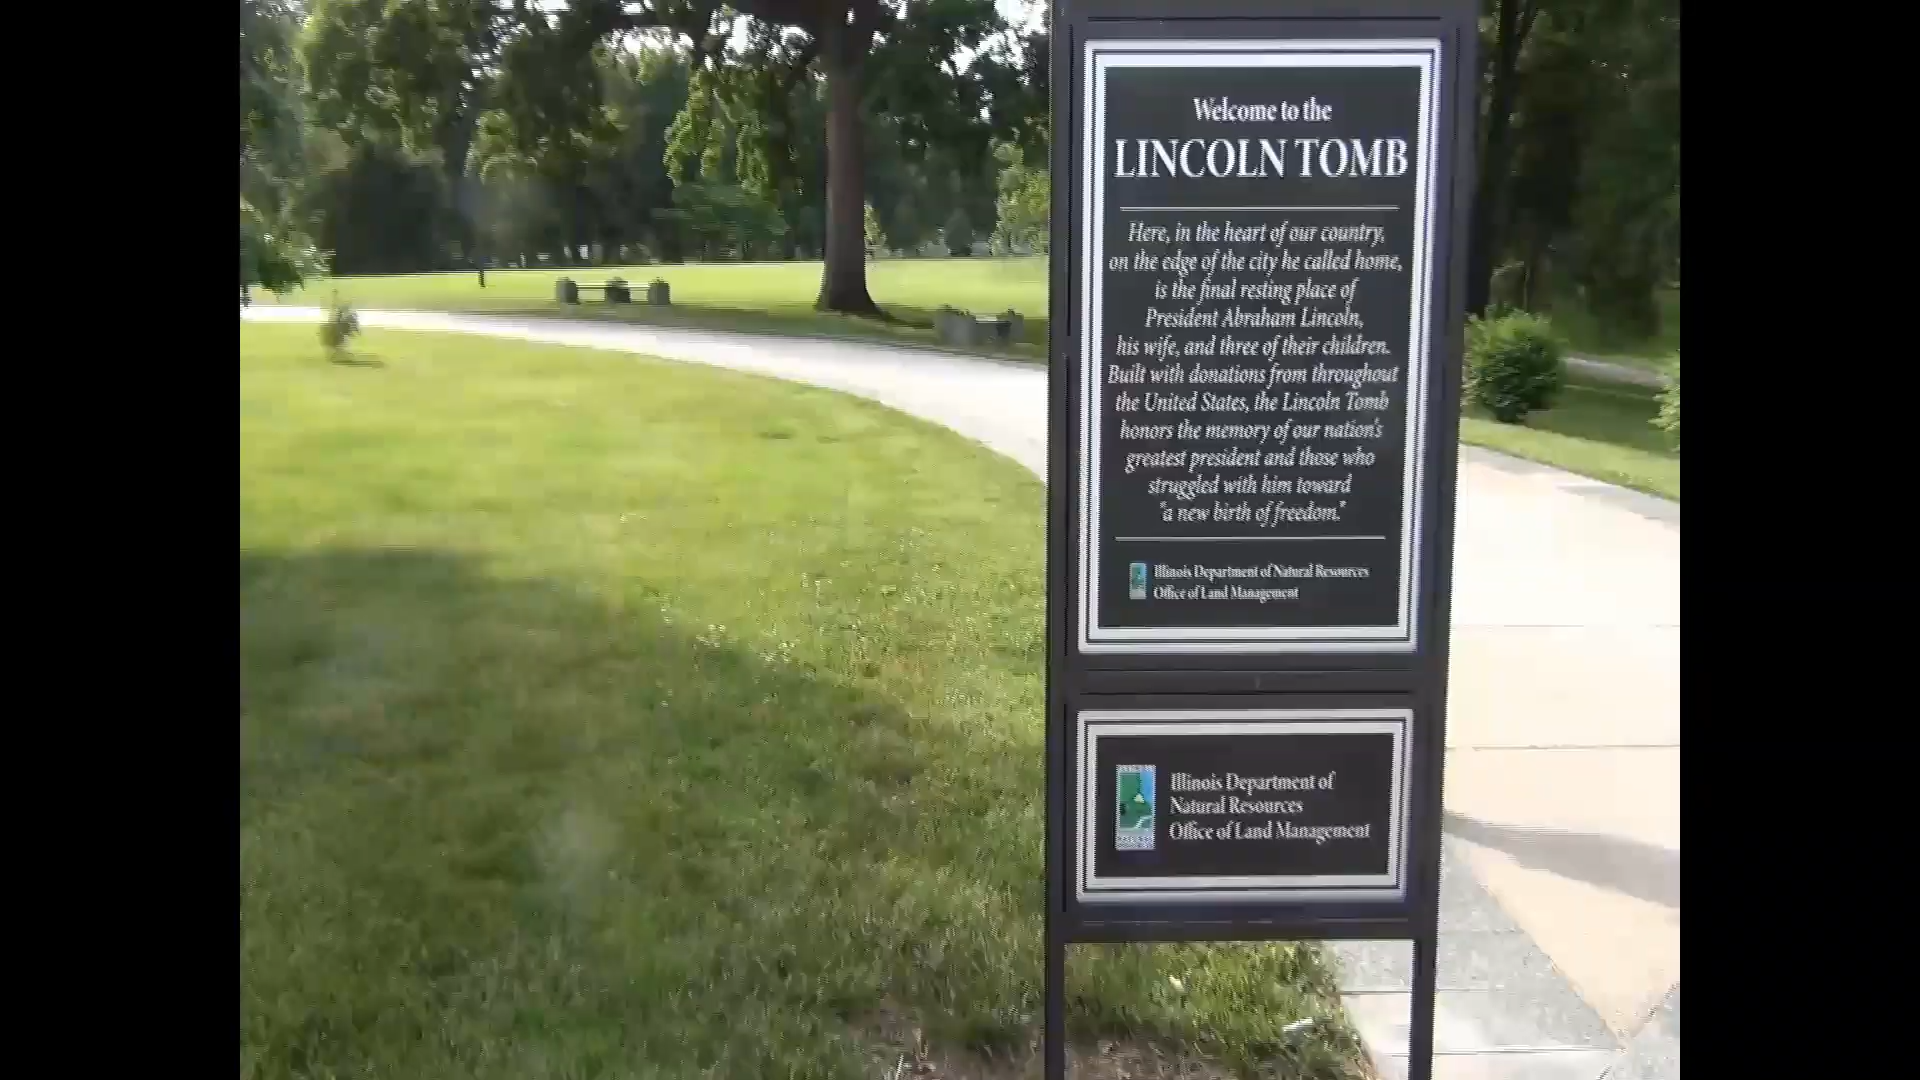 Welcome to the
LINCOLN TOMB
Here, in the heart of our country,
on the edge of the city he called home,
is the final resting place of
President Abraham Lincoln,
his wife, and three of their children.
Built with donations from throughout
the United States, the Lincoln Tomb
honors the memory of our nation's
greatest president and those who
struggled with him toward
"a new birth of freedom."
Illinois Department of Natural Resources
Office of Land Management
Illinois Department of
Natural Resources
Office of Land Management